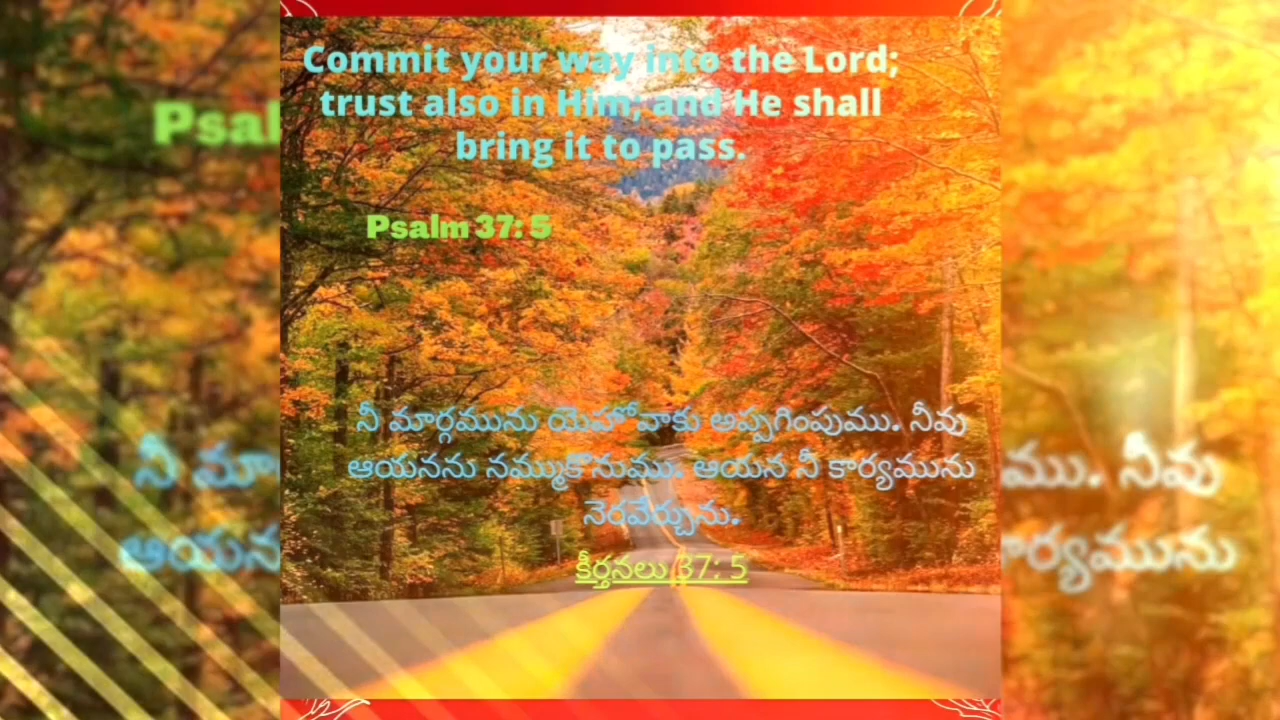 Commit your way into the Lord;
trust also in Him; and He shall
bring it to pass.
Psalm 37: 5
నీ మార్గమును యెహోవాకు అప్పగింపుము. నీవు
ఆయనను నమ్ముకొనుము. ఆయన నీ కార్యమును
నెరవేర్చును.
కీర్తనలు 37: 5